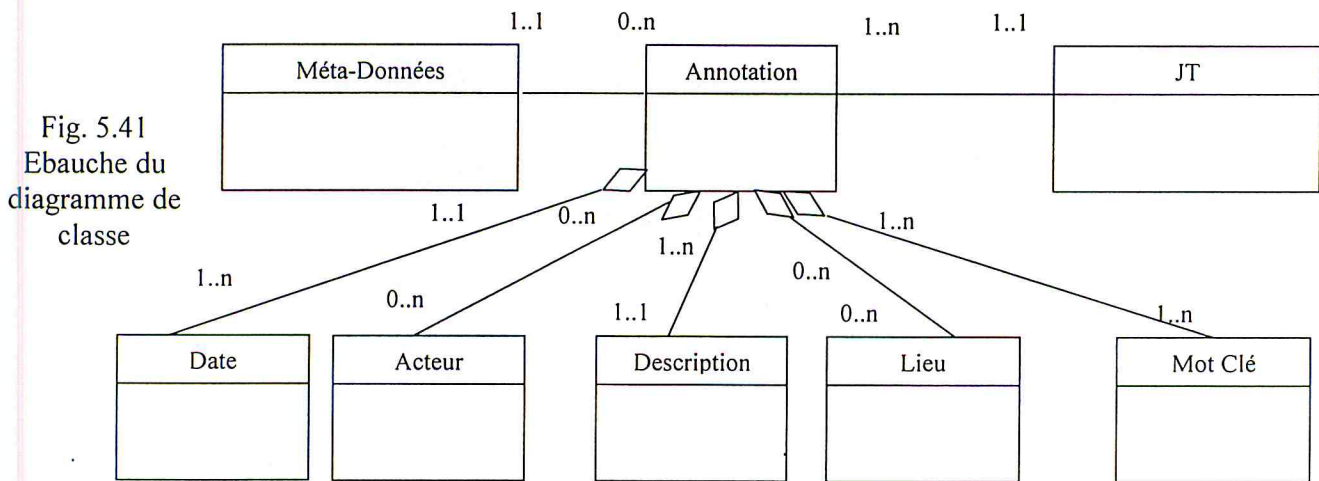 1..1 0..n 1..n 1..1
Méta-Données Annotation JT
Fig. 5.41
Ebauche du
diagramme de
classe
1..1 0..n 1..n 0..n 1..n
1..n 0..n 1..1 0..n 1..n
Date Acteur Description Lieu Mot Clé